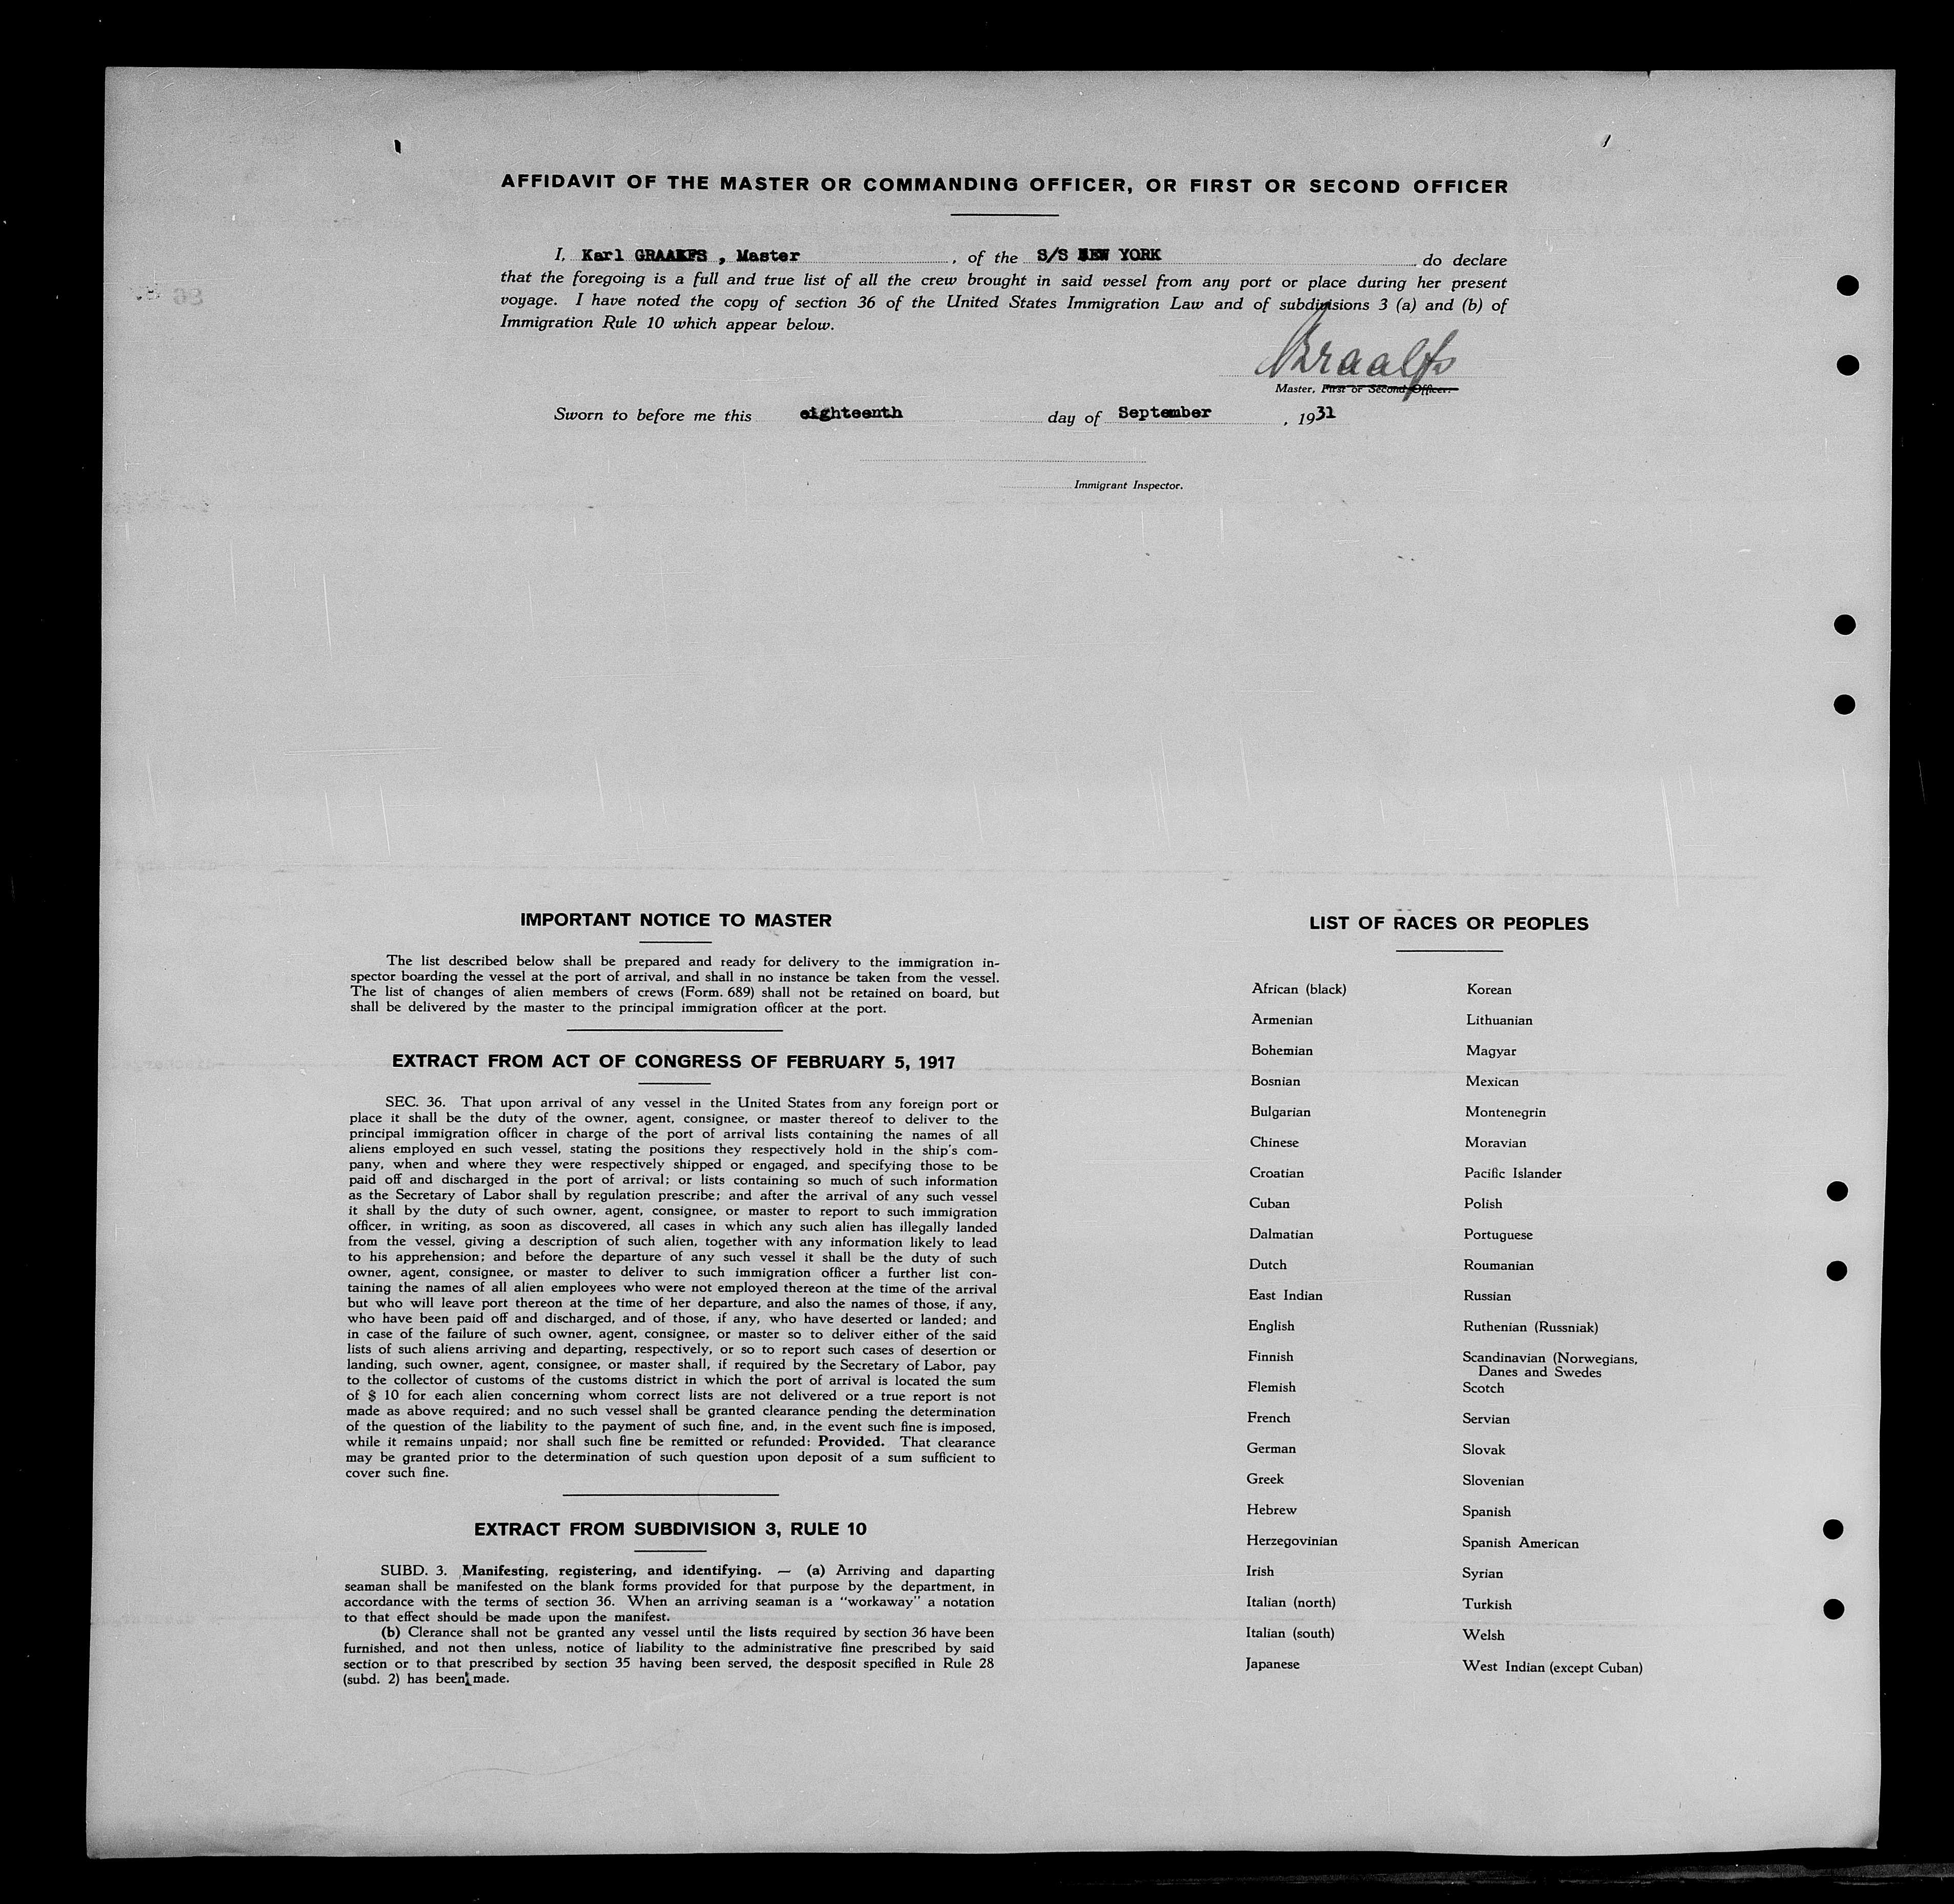 AFFIDAVIT OF THE MASTER OR COMMANDING OFFICER, OR FIRST OR SECOND OFFICER
I, Karl , Master , of the S/S NEW YORK do declare
that the foregoing is a full and true list of all the crew brought in said vessel from any port or place during her present
voyage. I have noted the copy of section 36 of the United States Immigration Law and of subdivisions 3 (a) and (b) of
Immigration Rule 10 which appear below.
Graalfs
Master, First or Second Officer.
Sworn to before me this eighteenth day of September , 1931
Immigrant Inspector.
IMPORTANT NOTICE TO MASTER
The list described below shall be prepared and ready for delivery to the immigration in-
spector boarding the vessel at the port of arrival, and shall in no instance be taken from the vessel.
The list of changes of alien members of crews (Form. 689) shall not be retained on board, but
shall be delivered by the master to the principal immigration officer at the port.
EXTRACT FROM ACT OF CONGRESS OF FEBRUARY 5, 1917
SEC. 36. That upon arrival of any vessel in the United States from any foreign port or
place it shall be the duty of the owner, agent, consignee, or master thereof to deliver to the
principal immigration officer in charge of the port of arrival lists containing the names of all
aliens employed en such vessel, stating the positions they respectively hold in the ship's com-
pany, when and where they were respectively shipped or engaged, and specifying those to be
paid off and discharged in the port of arrival; or lists containing so much of such information
as the Secretary of Labor shall by regulation prescribe; and after the arrival of any such vessel
it shall by the duty of such owner, agent, consignee, or master to report to such immigration
officer, in writing, as soon as discovered, all cases in which any such alien has illegally landed
from the vessel, giving a description of such alien, together with any information likely to lead
to his apprehension; and before the departure of any such vessel it shall be the duty of such
owner, agent, consignee, or master to deliver to such immigration officer a further list con-
taining the names of all alien employees who were not employed thereon at the time of the arrival
but who will leave port thereon at the time of her departure, and also the names of those, if any,
who have been paid off and discharged, and of those, if any, who have deserted or landed; and
in case of the failure of such owner, agent, consignee, or master so to deliver either of the said
lists of such aliens arriving and departing, respectively, or so to report such cases of desertion or
landing, such owner, agent, consignee, or master shall, if required by the Secretary of Labor, pay
to the collector of customs of the customs district in which the port of arrival is located the sum
of $ 10 for each alien concerning whom correct lists are not delivered or a true report is not
made as above required; and no such vessel shall be granted clearance pending the determination
of the question of the liability to the payment of such fine, and, in the event such fine is imposed,
while it remains unpaid; nor shall such fine be remitted or refunded: Provided. That clearance
may be granted prior to the determination of such question upon deposit of a sum sufficient to
cover such fine.
EXTRACT FROM SUBDIVISION 3, RULE 10
SUBD. 3. Manifesting, registering, and identifying. — (a) Arriving and daparting
seaman shall be manifested on the blank forms provided for that purpose by the department, in
accordance with the terms of section 36. When an arriving seaman is a "workaway" a notation
to that effect should be made upon the manifest.
(b) Clerance shall not be granted any vessel until the lists required by section 36 have been
furnished, and not then unless, notice of liability to the administrative fine prescribed by said
section or to that prescribed by section 35 having been served, the desposit specified in Rule 28
(subd. 2) has been made.
LIST OF RACES OR PEOPLES
African (black)
Armenian
Bohemian
Bosnian
Bulgarian
Chinese
Croatian
Cuban
Dalmatian
Dutch
East Indian
English
Finnish
Flemish
French
German
Greek
Hebrew
Herzegovinian
Irish
Italian (north)
Italian (south)
Japanese
Korean
Lithuanian
Magyar
Mexican
Montenegrin
Moravian
Pacific Islander
Polish
Portuguese
Roumanian
Russian
Ruthenian (Russniak)
Scandinavian (Norwegians,
Danes and Swedes
Scotch
Servian
Slovak
Slovenian
Spanish
Spanish American
Syrian
Turkish
Welsh
West Indian (except Cuban)